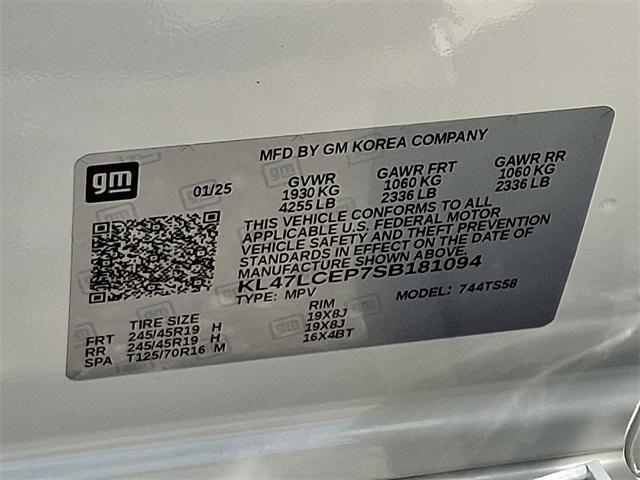 MFD BY GM KOREA COMPANY
gm
01/25
GVWR
1930 KG
4255 LB
GAWR FRT
1060 KG
2336 LB
GAWR RR
1060 KG
2336 LB
THIS VEHICLE CONFORMS TO ALL
APPLICABLE U.S. FEDERAL MOTOR
VEHICLE SAFETY AND THEFT PREVENTION
STANDARDS IN EFFECT ON THE DATE OF
MANUFACTURE SHOWN ABOVE
KL47LCEP7SB181094
TYPE: MPV
MODEL: 744TS58
TIRE SIZE
RIM
FRT 245/45R19 H 19X8J
RR 245/45R19 H 19X8J
SPA T125/70R16 M 16X4BT